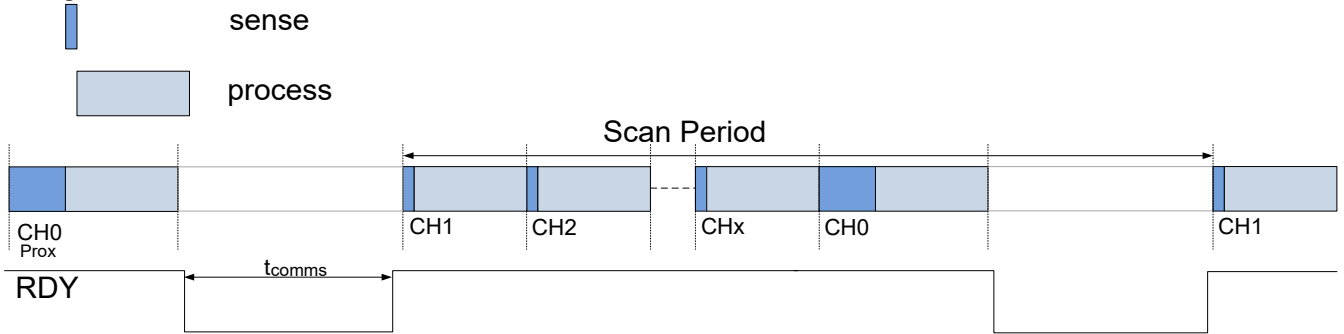 sense
process
Scan Period
CH0
Prox
CH1
CH2
CHx
CH0
CH1
tcomms
RDY